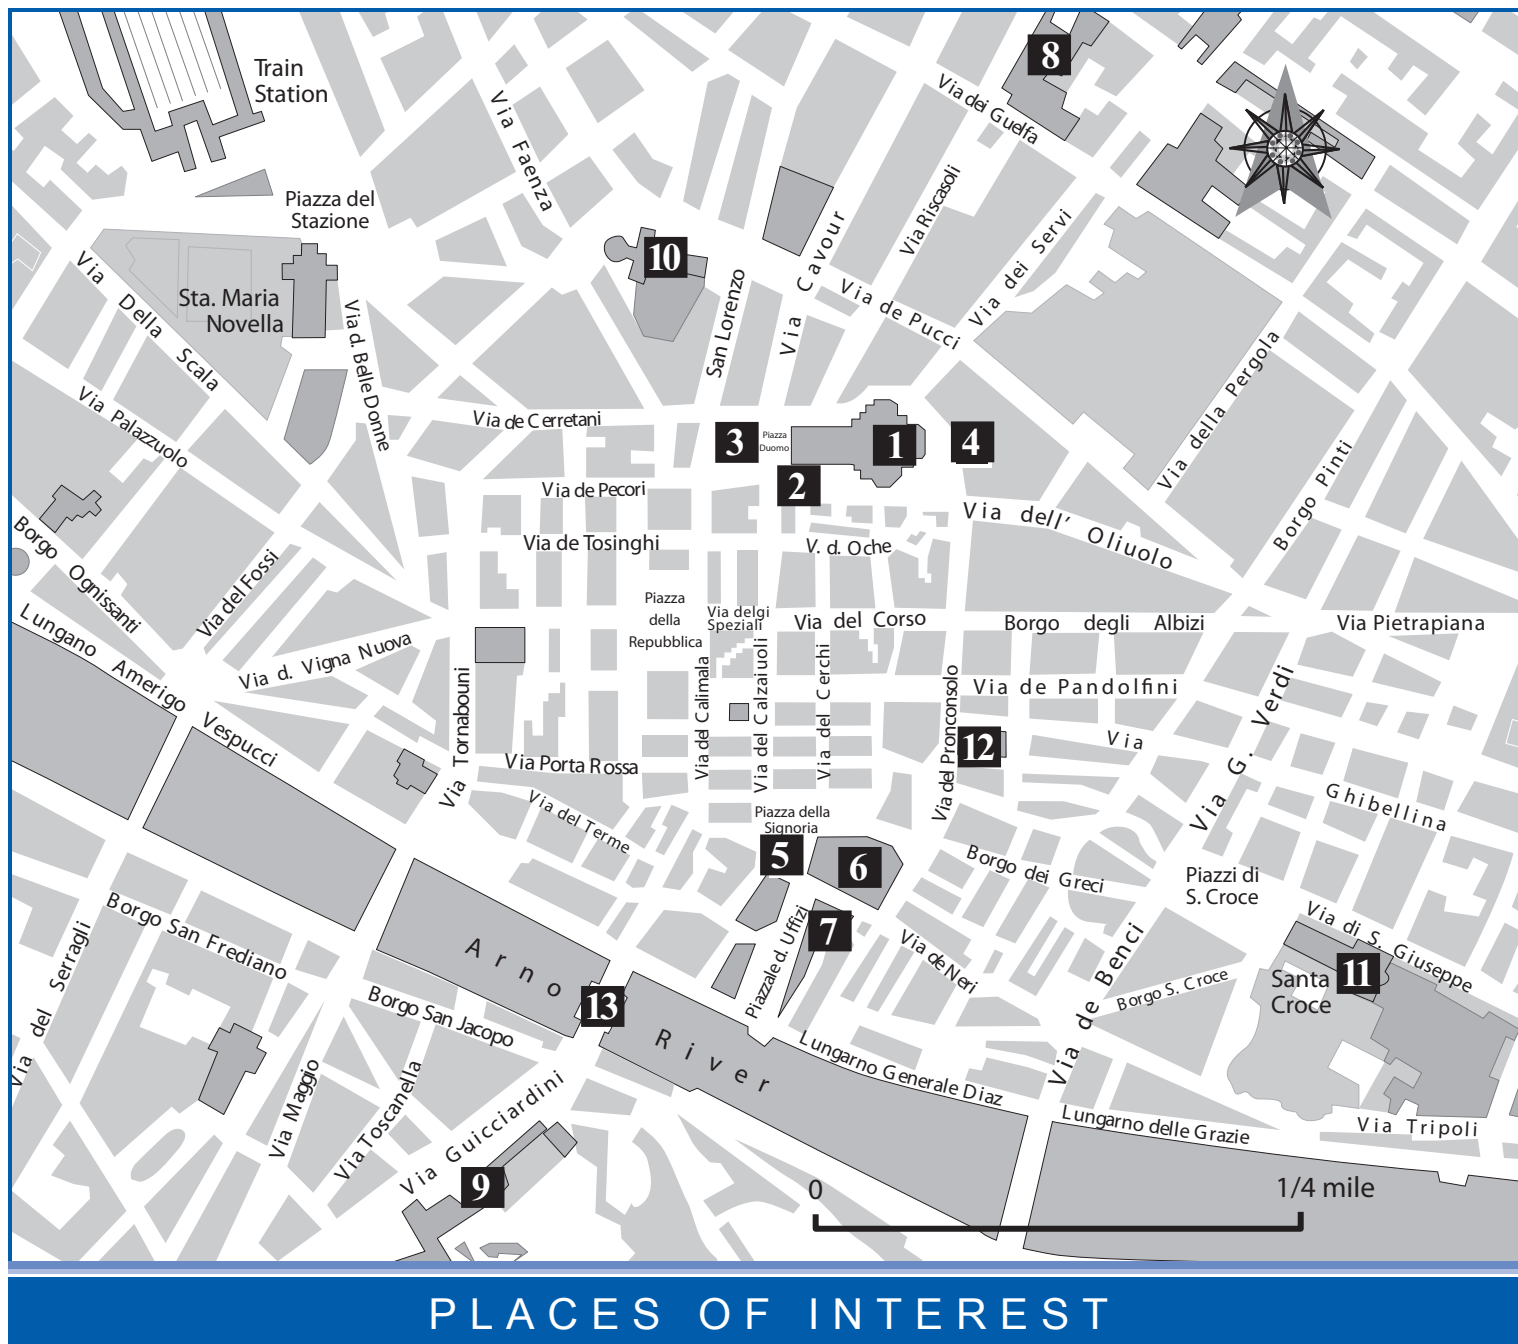 8
Train
Station
Via Faenza
Via dei Guelfa
Piazza del
Stazione
Via Riscasoli
Via dei Servi
Via Cavour
10
Via Della Scala
Sta. Maria
Novella
Via d. Belle Donne
San Lorenzo
Via de Pucci
Via della Pergola
Via Palazzuolo
Via de Cerretani
3
Piazza
Duomo
1
4
2
Borgo Pinti
Via de Pecori
Via dell' Oliuolo
Via de Tosinghi
V. d. Oche
Borgo Ognissanti
Via del Fossi
Piazza
della
Repubblica
Via delgi
Speziali
Via del Corso
Borgo degli Albizi
Via Pietrapiana
Lungano Amerigo Vespucci
Via d. Vigna Nuova
Via Tornabouni
Via del Calimala
Via del Calzaiuoli
Via del Cerchi
Via del Pronconsolo
Via de Pandolfini
Via G. Verdi
12
Via Ghibellina
Via Porta Rossa
Via del Terme
Piazza della
Signoria
5
6
Borgo dei Greci
Piazzi di
S. Croce
7
Piazzale d. Uffizi
Via de Neri
Via de Benci
Via di S. Giuseppe
Borgo S. Croce
Santa
Croce
11
Via del Serragli
Borgo San Frediano
Arno River
13
Borgo San Jacopo
Lungarno Generale Diaz
Via Maggio
Via Toscanella
Via Guicciardini
Lungarno delle Grazie
Via Tripoli
9
0
1/4 mile
PLACES OF INTEREST